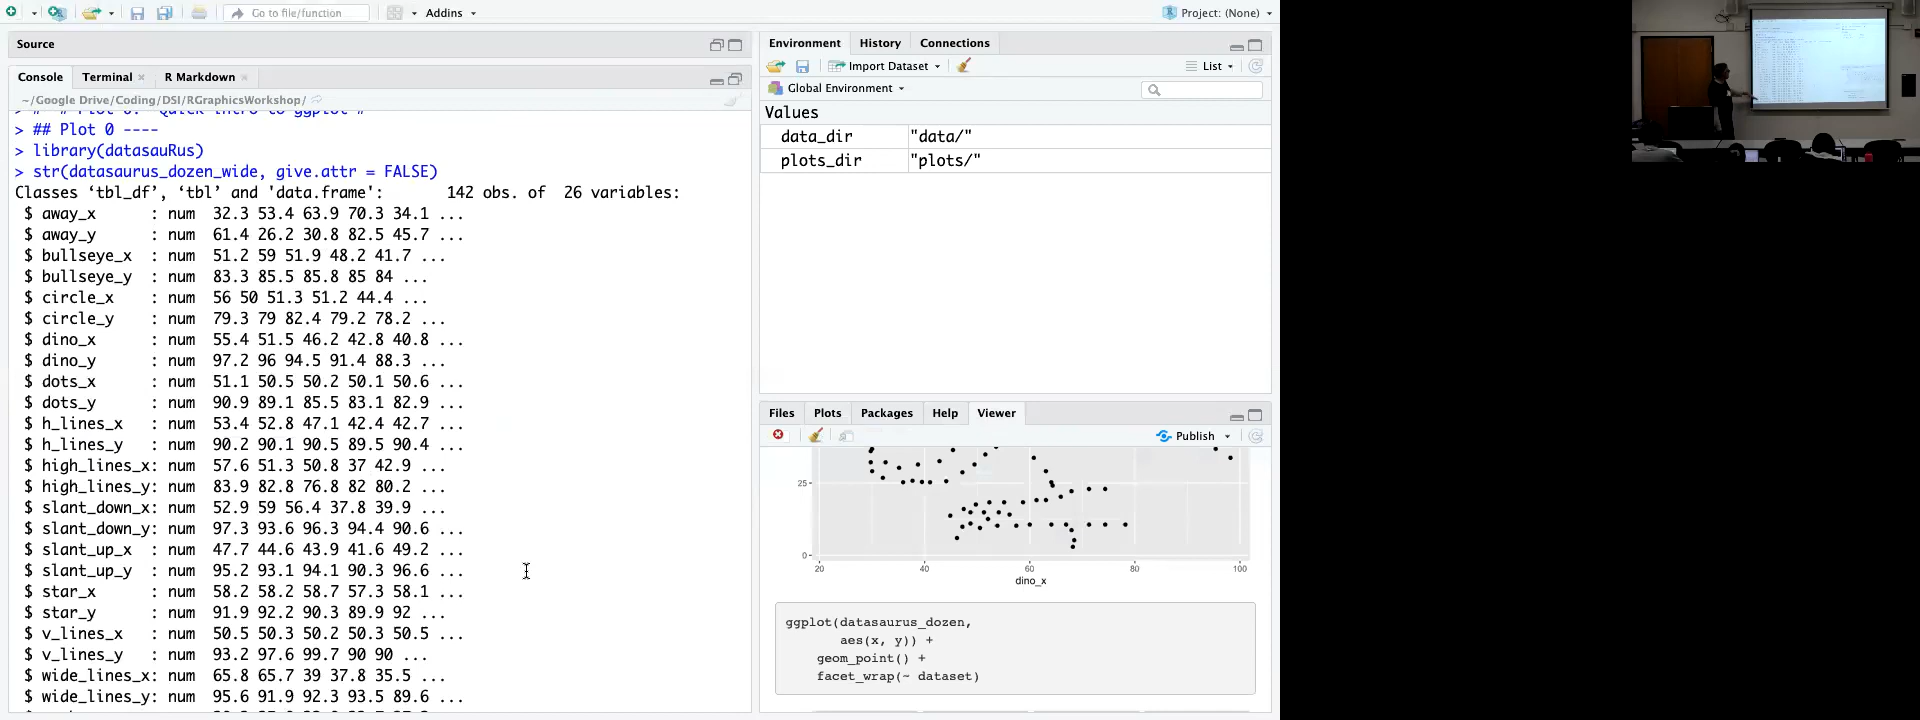 Go to file/function
Addins
Project: (None)
Source
Console Terminal R Markdown
~/Google Drive/Coding/DSI/RGraphicsWorkshop/
> ## Plot 0 ----
> library(datasauRus)
> str(datasaurus_dozen_wide, give.attr = FALSE)
Classes ‘tbl_df’, ‘tbl’ and 'data.frame': 142 obs. of 26 variables:
$ away_x : num 32.3 53.4 63.9 70.3 34.1 ...
$ away_y : num 61.4 26.2 30.8 82.5 45.7 ...
$ bullseye_x : num 51.2 59 51.9 48.2 41.7 ...
$ bullseye_y : num 83.3 85.5 85.8 85 84 ...
$ circle_x : num 56 50 51.3 51.2 44.4 ...
$ circle_y : num 79.3 79 82.4 79.2 78.2 ...
$ dino_x : num 55.4 51.5 46.2 42.8 40.8 ...
$ dino_y : num 97.2 96 94.5 91.4 88.3 ...
$ dots_x : num 51.1 50.5 50.2 50.1 50.6 ...
$ dots_y : num 90.9 89.1 85.5 83.1 82.9 ...
$ h_lines_x : num 53.4 52.8 47.1 42.4 42.7 ...
$ h_lines_y : num 90.2 90.1 90.5 89.5 90.4 ...
$ high_lines_x: num 57.6 51.3 50.8 37 42.9 ...
$ high_lines_y: num 83.9 82.8 76.8 82 80.2 ...
$ slant_down_x: num 52.9 59 56.4 37.8 39.9 ...
$ slant_down_y: num 97.3 93.6 96.3 94.4 90.6 ...
$ slant_up_x : num 47.7 44.6 43.9 41.6 49.2 ...
$ slant_up_y : num 95.2 93.1 94.1 90.3 96.6 ...
$ star_x : num 58.2 58.2 58.7 57.3 58.1 ...
$ star_y : num 91.9 92.2 90.3 89.9 92 ...
$ v_lines_x : num 50.5 50.3 50.2 50.3 50.5 ...
$ v_lines_y : num 93.2 97.6 99.7 90 90 ...
$ wide_lines_x: num 65.8 65.7 39 37.8 35.5 ...
$ wide_lines_y: num 95.6 91.9 92.3 93.5 89.6 ...
Environment History Connections
Import Dataset
List
Global Environment
Values
data_dir "data/"
plots_dir "plots/"
Files Plots Packages Help Viewer
Publish
25
0
20 40 60 80 100
dino_x
ggplot(datasaurus_dozen,
aes(x, y)) +
geom_point() +
facet_wrap(~ dataset)